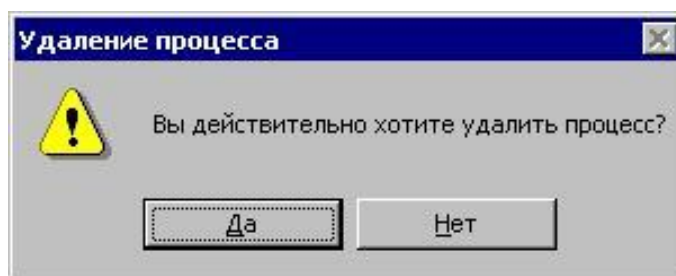 Удаление процесса
Вы действительно хотите удалить процесс?
Да
Нет